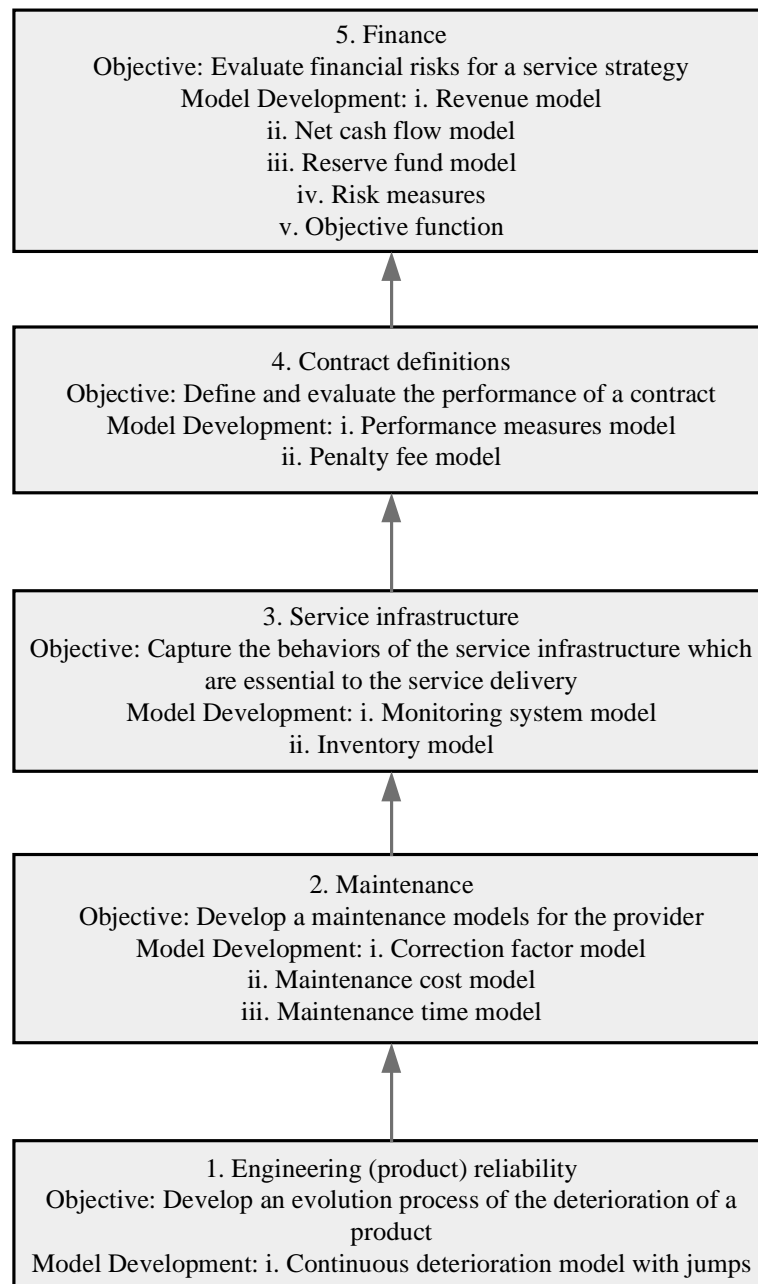 5. Finance
Objective: Evaluate financial risks for a service strategy
Model Development: i. Revenue model
ii. Net cash flow model
iii. Reserve fund model
iv. Risk measures
v. Objective function
4. Contract definitions
Objective: Define and evaluate the performance of a contract
Model Development: i. Performance measures model
ii. Penalty fee model
3. Service infrastructure
Objective: Capture the behaviors of the service infrastructure which
are essential to the service delivery
Model Development: i. Monitoring system model
ii. Inventory model
2. Maintenance
Objective: Develop a maintenance models for the provider
Model Development: i. Correction factor model
ii. Maintenance cost model
iii. Maintenance time model
1. Engineering (product) reliability
Objective: Develop an evolution process of the deterioration of a
product
Model Development: i. Continuous deterioration model with jumps